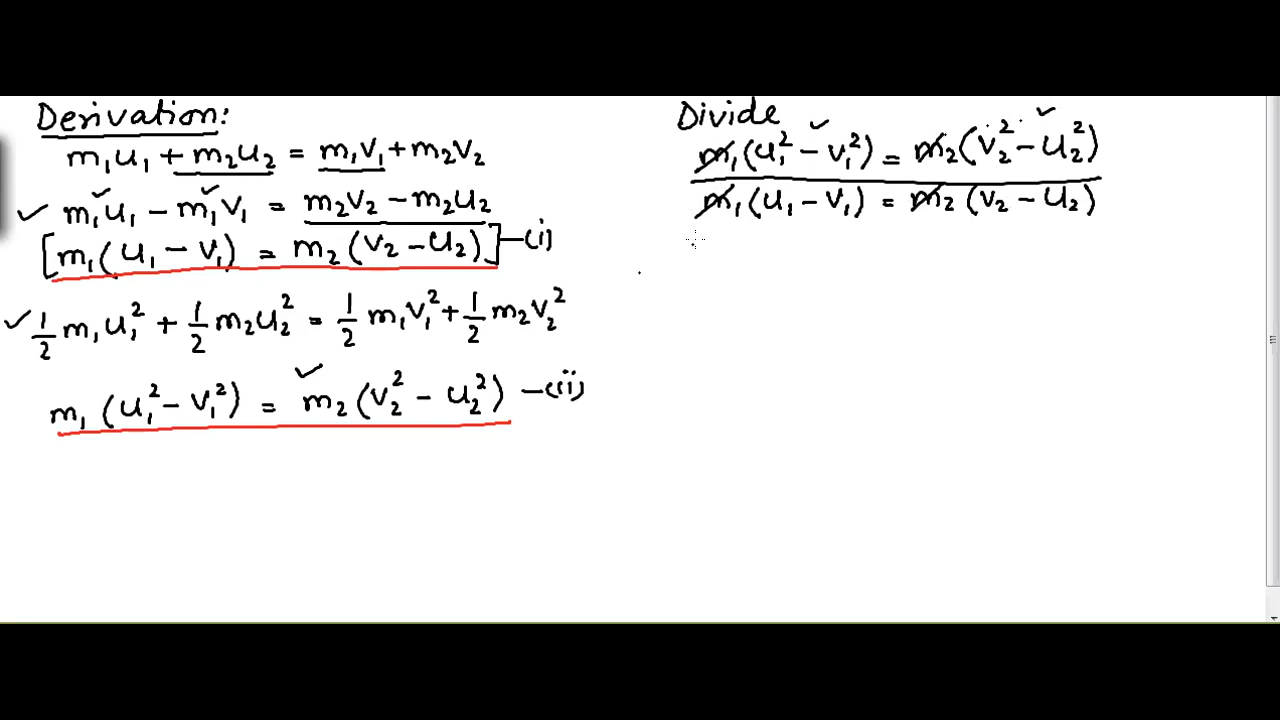 Derivation:
m₁u₁ + m₂u₂ = m₁v₁ + m₂v₂
m₁u₁ - m₁v₁ = m₂v₂ - m₂u₂
[m₁(u₁ - v₁) = m₂(v₂ - u₂)] —(i)
1/2 m₁u₁² + 1/2 m₂u₂² = 1/2 m₁v₁² + 1/2 m₂v₂²
m₁(u₁² - v₁²) = m₂(v₂² - u₂²) —(ii)
Divide
m₁(u₁² - v₁²) = m₂(v₂² - u₂²)
m₁(u₁ - v₁) = m₂(v₂ - u₂)